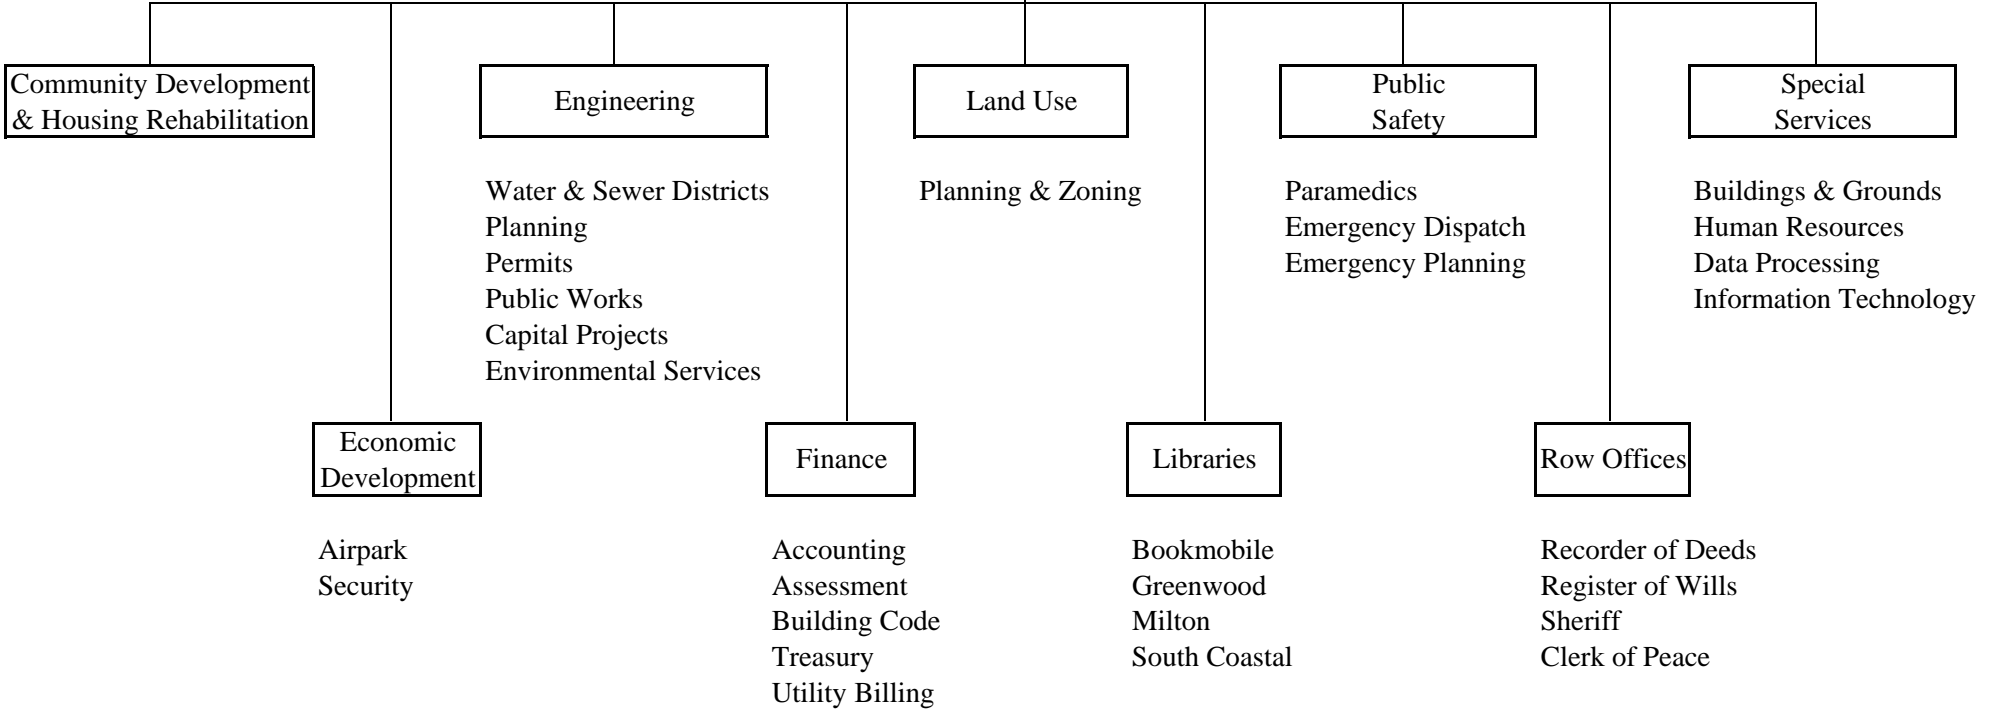 Community Development
& Housing Rehabilitation
Engineering
Water & Sewer Districts
Planning
Permits
Public Works
Capital Projects
Environmental Services
Land Use
Planning & Zoning
Public
Safety
Paramedics
Emergency Dispatch
Emergency Planning
Special
Services
Buildings & Grounds
Human Resources
Data Processing
Information Technology
Economic
Development
Airpark
Security
Finance
Accounting
Assessment
Building Code
Treasury
Utility Billing
Libraries
Bookmobile
Greenwood
Milton
South Coastal
Row Offices
Recorder of Deeds
Register of Wills
Sheriff
Clerk of Peace